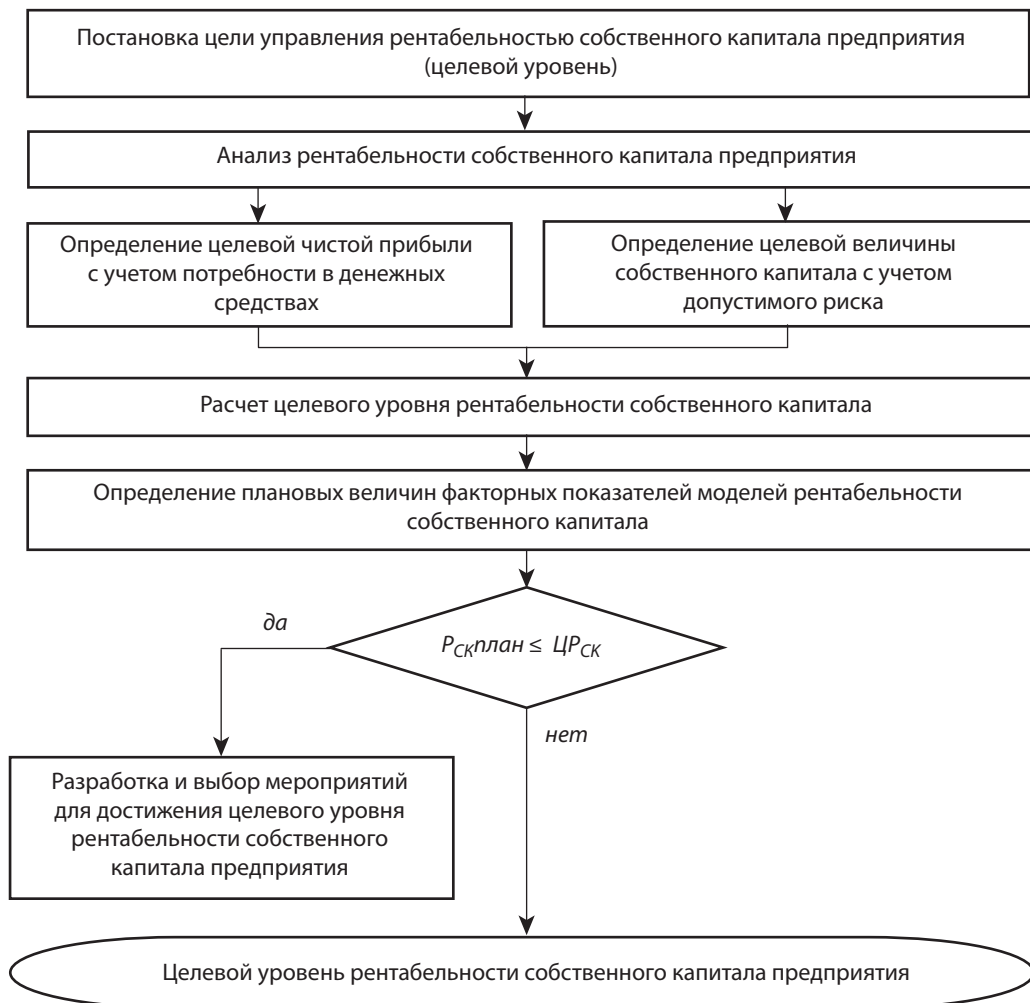 Постановка цели управления рентабельностью собственного капитала предприятия
(целевой уровень)
Анализ рентабельности собственного капитала предприятия
Определение целевой чистой прибыли
с учетом потребности в денежных
средствах
Определение целевой величины
собственного капитала с учетом
допустимого риска
Расчет целевого уровня рентабельности собственного капитала
Определение плановых величин факторных показателей моделей рентабельности
собственного капитала
да
Р_СК план ≤ ЦР_СК
нет
Разработка и выбор мероприятий
для достижения целевого уровня
рентабельности собственного
капитала предприятия
Целевой уровень рентабельности собственного капитала предприятия